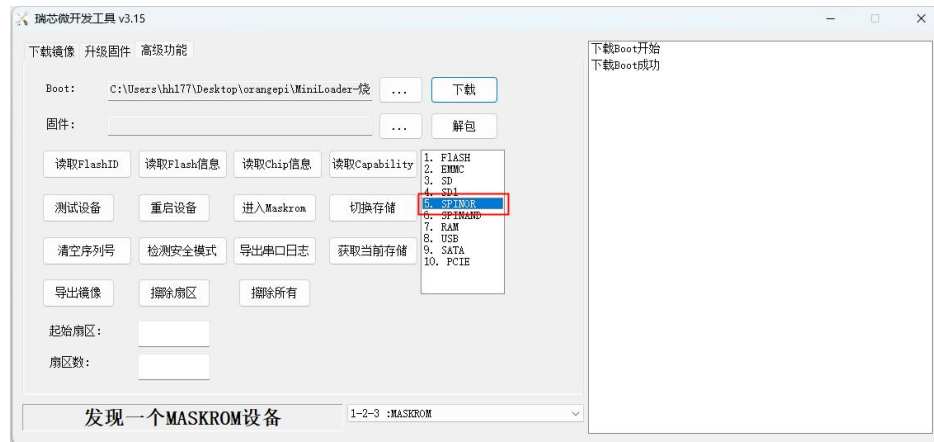 瑞芯微开发工具 v3.15
下载镜像 升级固件 高级功能
Boot: C:\Users\hh177\Desktop\orangepi\MiniLoader-烧 ... 下载
固件: ... 解包
读取FlashID 读取Flash信息 读取Chip信息 读取Capability
测试设备 重启设备 进入Maskrom 切换存储
清空序列号 检测安全模式 导出串口日志 获取当前存储
导出镜像 擦除扇区 擦除所有
起始扇区:
扇区数:
1. FlASH
2. EMMC
3. SD
4. SD1
5. SPINOR
6. SPINAND
7. RAM
8. USB
9. SATA
10. PCIE
发现一个MASKROM设备 1-2-3 :MASKROM
下载Boot开始
下载Boot成功